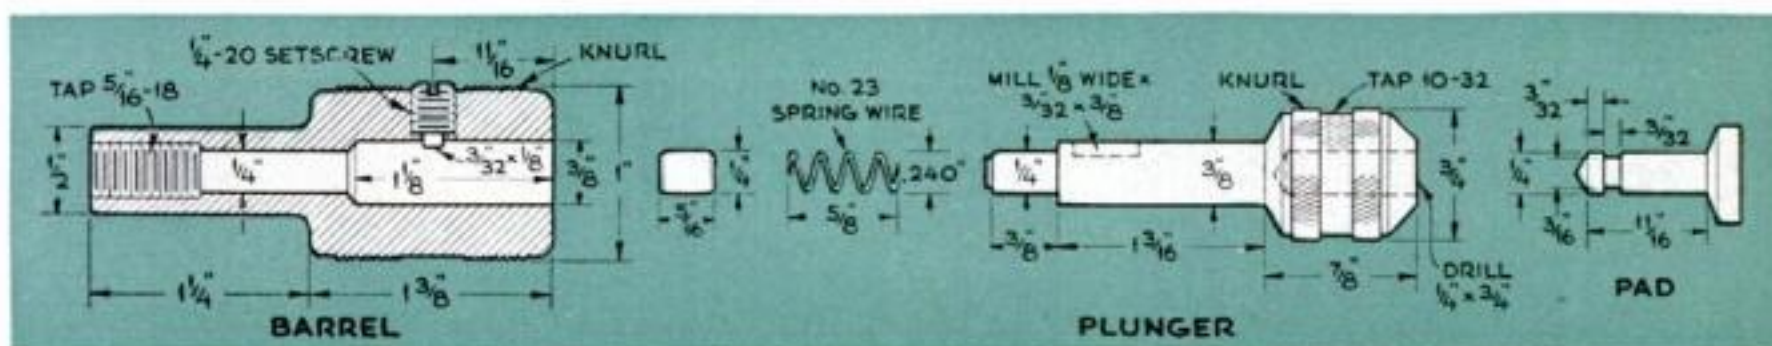 1/4"-20 SETSCREW
11/16"
KNURL
TAP 5/16"-18
1/2"
1/4"
3/32" × 1/8"
1 1/8"
3/8"
1"
1 1/4"
1 3/8"
BARREL
1/4"
5/16"
No. 23
SPRING WIRE
.240"
5/8"
MILL 1/8" WIDE ×
3/32" × 3/8"
KNURL
TAP 10-32
1/4"
3/8"
3/4"
3/8"
1 3/16"
7/8"
DRILL
1/4" × 3/4"
PLUNGER
3/32"
3/32"
1/4"
3/16"
11/16"
PAD